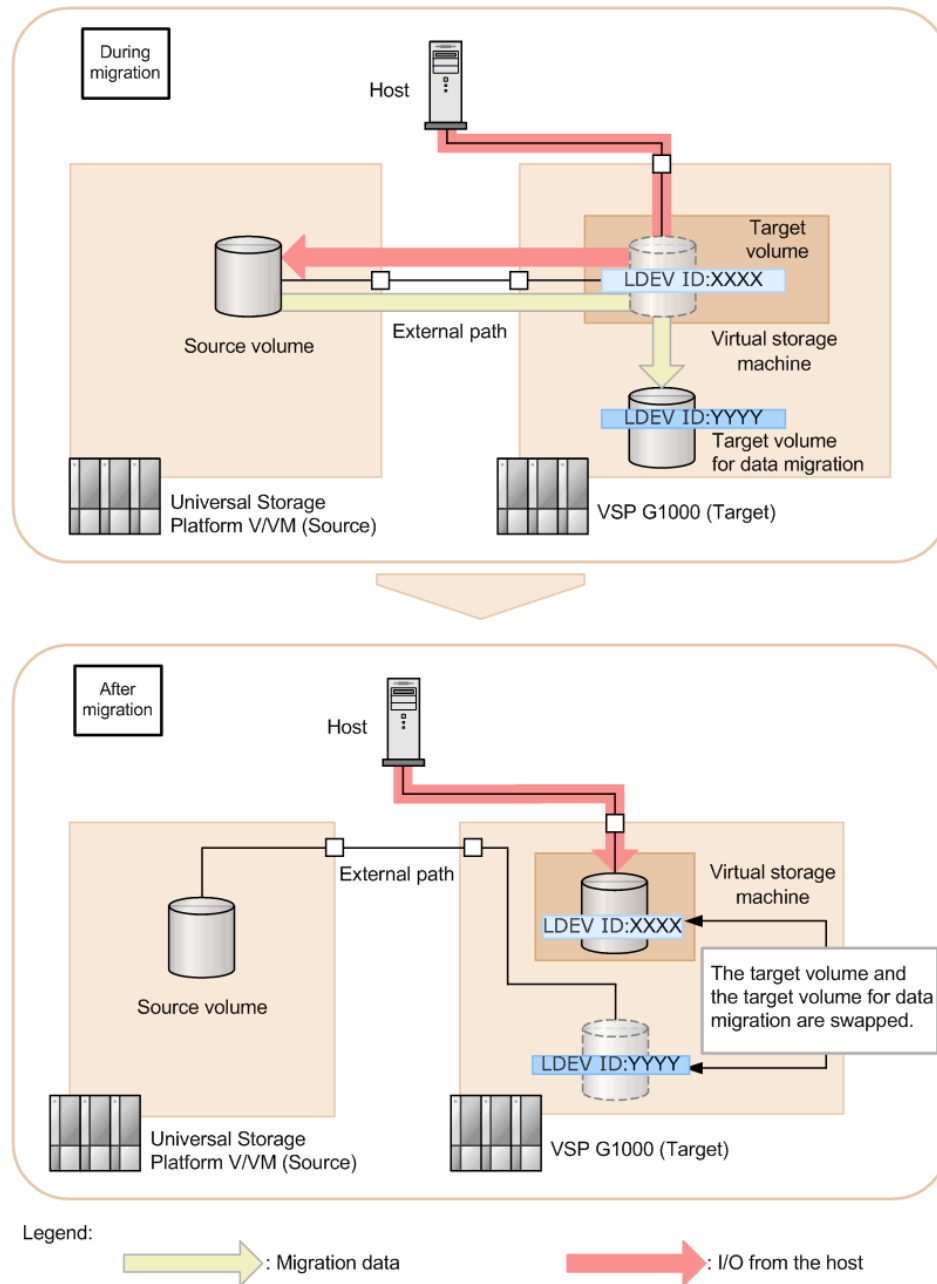 During
migration
Host
Target
volume
LDEV ID:XXXX
Source volume
External path
Virtual storage
machine
LDEV ID:YYYY
Target volume
for data migration
Universal Storage
Platform V/VM (Source)
VSP G1000 (Target)
After
migration
Host
External path
Virtual storage
machine
LDEV ID:XXXX
The target volume and
the target volume for data
migration are swapped.
Source volume
LDEV ID:YYYY
Universal Storage
Platform V/VM (Source)
VSP G1000 (Target)
Legend:
: Migration data
: I/O from the host